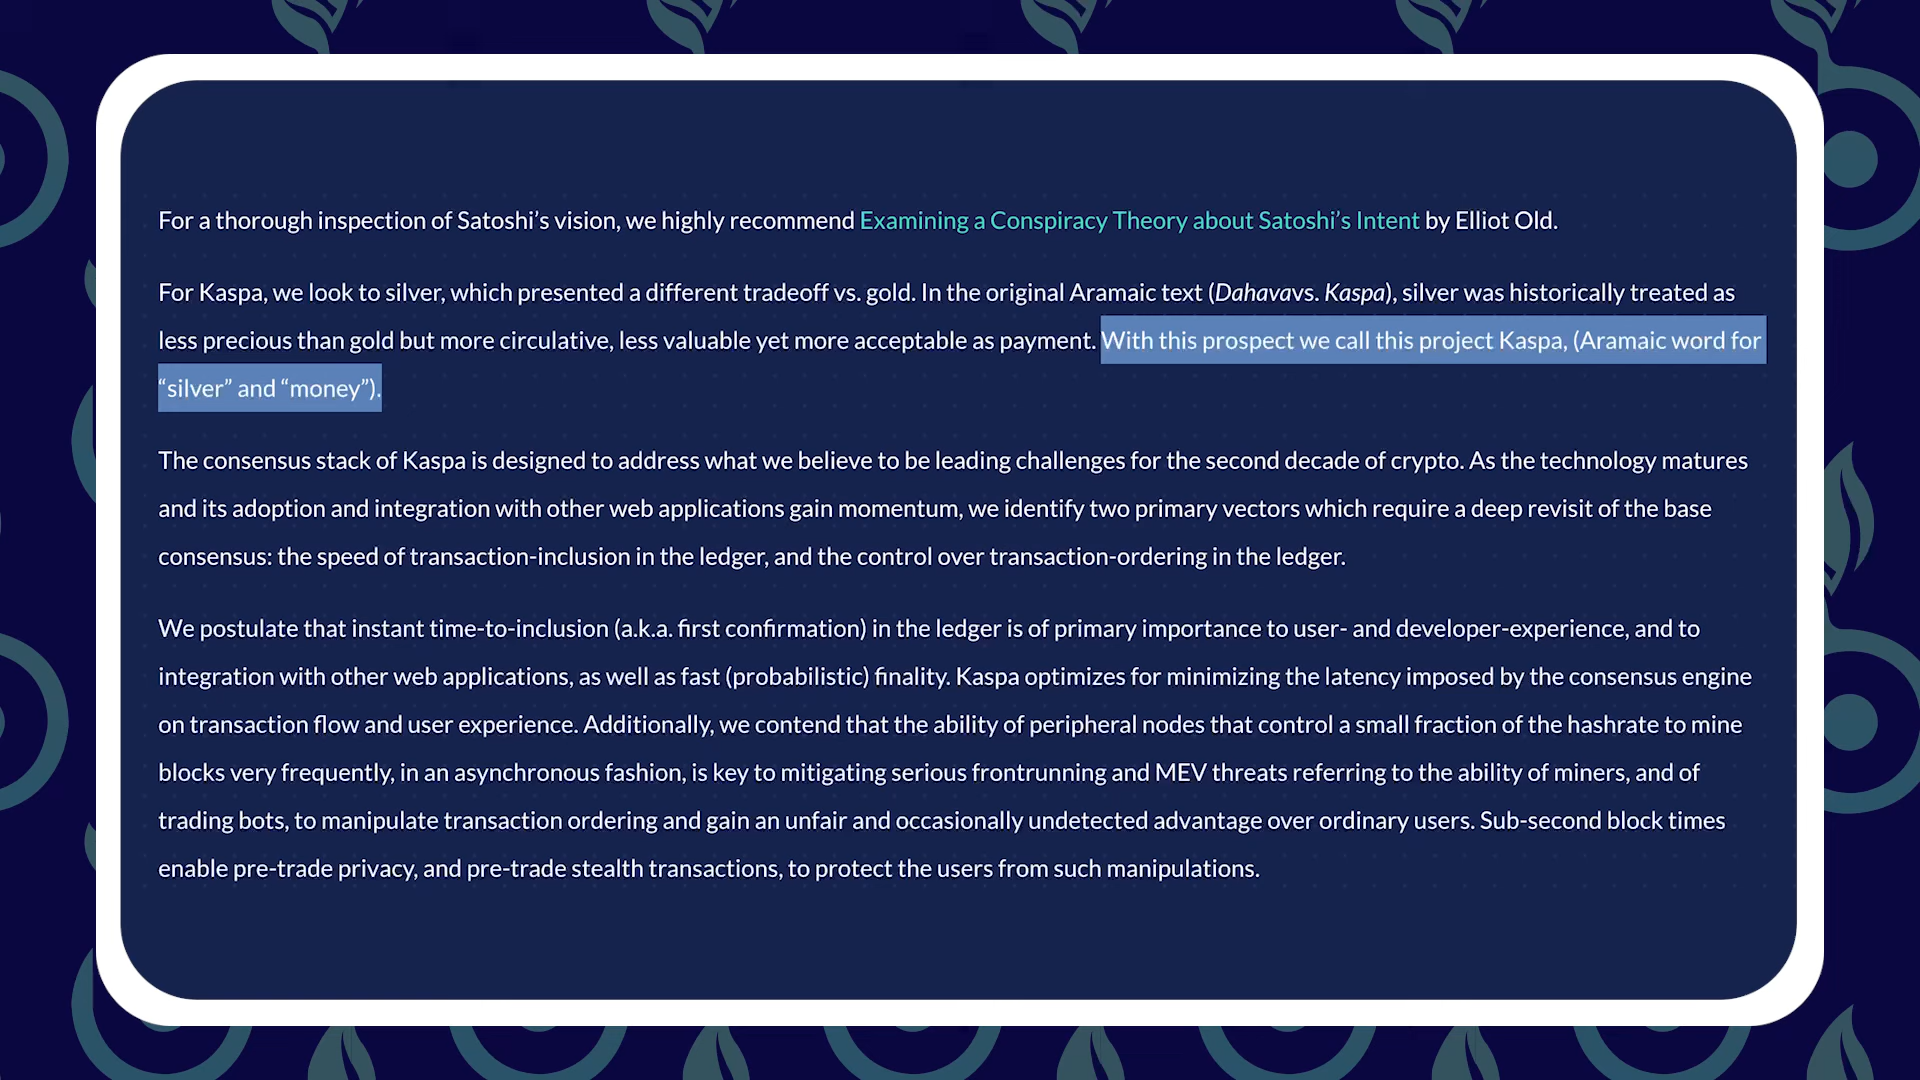 For a thorough inspection of Satoshi’s vision, we highly recommend Examining a Conspiracy Theory about Satoshi’s Intent by Elliot Old.
For Kaspa, we look to silver, which presented a different tradeoff vs. gold. In the original Aramaic text (Dahavavs. Kaspa), silver was historically treated as
less precious than gold but more circulative, less valuable yet more acceptable as payment. With this prospect we call this project Kaspa, (Aramaic word for
“silver” and “money”).
The consensus stack of Kaspa is designed to address what we believe to be leading challenges for the second decade of crypto. As the technology matures
and its adoption and integration with other web applications gain momentum, we identify two primary vectors which require a deep revisit of the base
consensus: the speed of transaction-inclusion in the ledger, and the control over transaction-ordering in the ledger.
We postulate that instant time-to-inclusion (a.k.a. first confirmation) in the ledger is of primary importance to user- and developer-experience, and to
integration with other web applications, as well as fast (probabilistic) finality. Kaspa optimizes for minimizing the latency imposed by the consensus engine
on transaction flow and user experience. Additionally, we contend that the ability of peripheral nodes that control a small fraction of the hashrate to mine
blocks very frequently, in an asynchronous fashion, is key to mitigating serious frontrunning and MEV threats referring to the ability of miners, and of
trading bots, to manipulate transaction ordering and gain an unfair and occasionally undetected advantage over ordinary users. Sub-second block times
enable pre-trade privacy, and pre-trade stealth transactions, to protect the users from such manipulations.